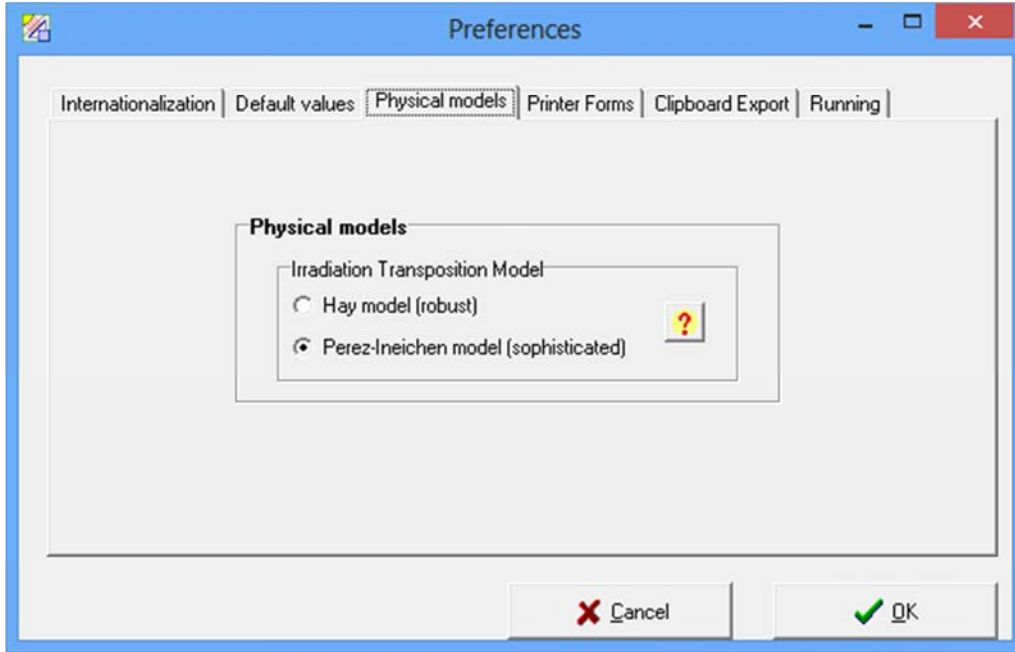 Preferences
Internationalization Default values Physical models Printer Forms Clipboard Export Running
Physical models
Irradiation Transposition Model
Hay model (robust)
?
Perez-Ineichen model (sophisticated)
Cancel OK